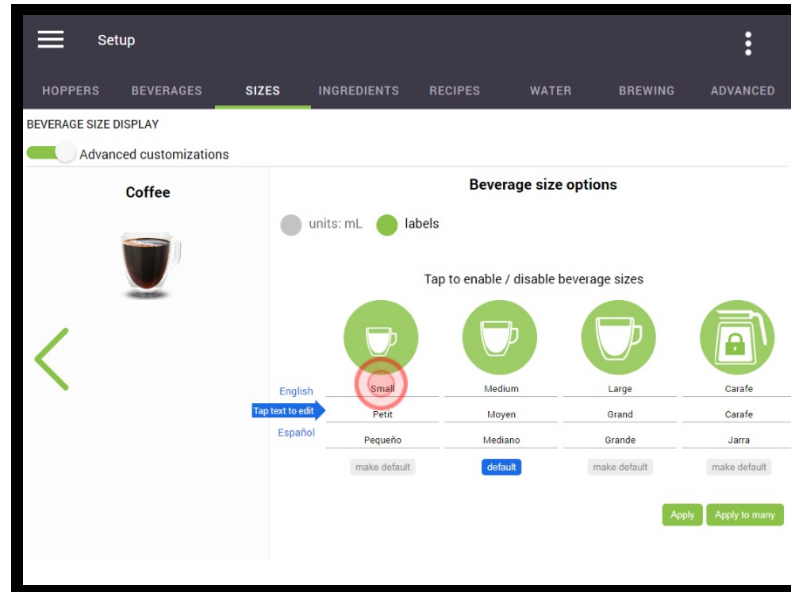 Setup
HOPPERS BEVERAGES SIZES INGREDIENTS RECIPES WATER BREWING ADVANCED
BEVERAGE SIZE DISPLAY
Advanced customizations
Coffee
Beverage size options
units: mL labels
Tap to enable / disable beverage sizes
English Small Medium Large Carafe
Tap text to edit Petit Moyen Grand Carafe
Español Pequeño Mediano Grande Jarra
make default default make default make default
Apply Apply to many